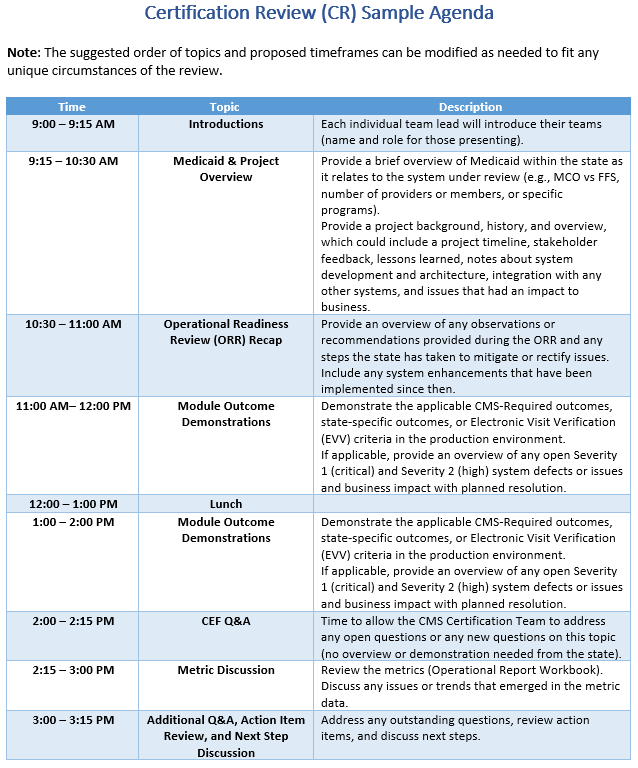 Certification Review (CR) Sample Agenda
Note: The suggested order of topics and proposed timeframes can be modified as needed to fit any
unique circumstances of the review.
Time Topic Description
9:00 – 9:15 AM Introductions Each individual team lead will introduce their teams
(name and role for those presenting).
9:15 – 10:30 AM Medicaid & Project Provide a brief overview of Medicaid within the state as
Overview it relates to the system under review (e.g., MCO vs FFS,
number of providers or members, or specific
programs).
Provide a project background, history, and overview,
which could include a project timeline, stakeholder
feedback, lessons learned, notes about system
development and architecture, integration with any
other systems, and issues that had an impact to
business.
10:30 – 11:00 AM Operational Readiness Provide an overview of any observations or
Review (ORR) Recap recommendations provided during the ORR and any
steps the state has taken to mitigate or rectify issues.
Include any system enhancements that have been
implemented since then.
11:00 AM– 12:00 PM Module Outcome Demonstrate the applicable CMS-Required outcomes,
Demonstrations state-specific outcomes, or Electronic Visit Verification
(EVV) criteria in the production environment.
If applicable, provide an overview of any open Severity
1 (critical) and Severity 2 (high) system defects or issues
and business impact with planned resolution.
12:00 – 1:00 PM Lunch
1:00 – 2:00 PM Module Outcome Demonstrate the applicable CMS-Required outcomes,
Demonstrations state-specific outcomes, or Electronic Visit Verification
(EVV) criteria in the production environment.
If applicable, provide an overview of any open Severity
1 (critical) and Severity 2 (high) system defects or issues
and business impact with planned resolution.
2:00 – 2:15 PM CEF Q&A Time to allow the CMS Certification Team to address
any open questions or any new questions on this topic
(no overview or demonstration needed from the state).
2:15 – 3:00 PM Metric Discussion Review the metrics (Operational Report Workbook).
Discuss any issues or trends that emerged in the metric
data.
3:00 – 3:15 PM Additional Q&A, Action Item Address any outstanding questions, review action
Review, and Next Step items, and discuss next steps.
Discussion